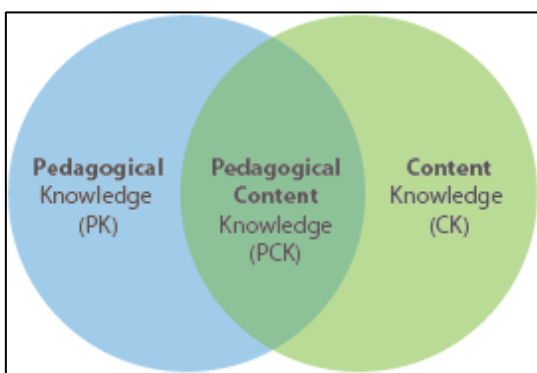 Pedagogical
Knowledge
(PK)
Pedagogical
Content
Knowledge
(PCK)
Content
Knowledge
(CK)